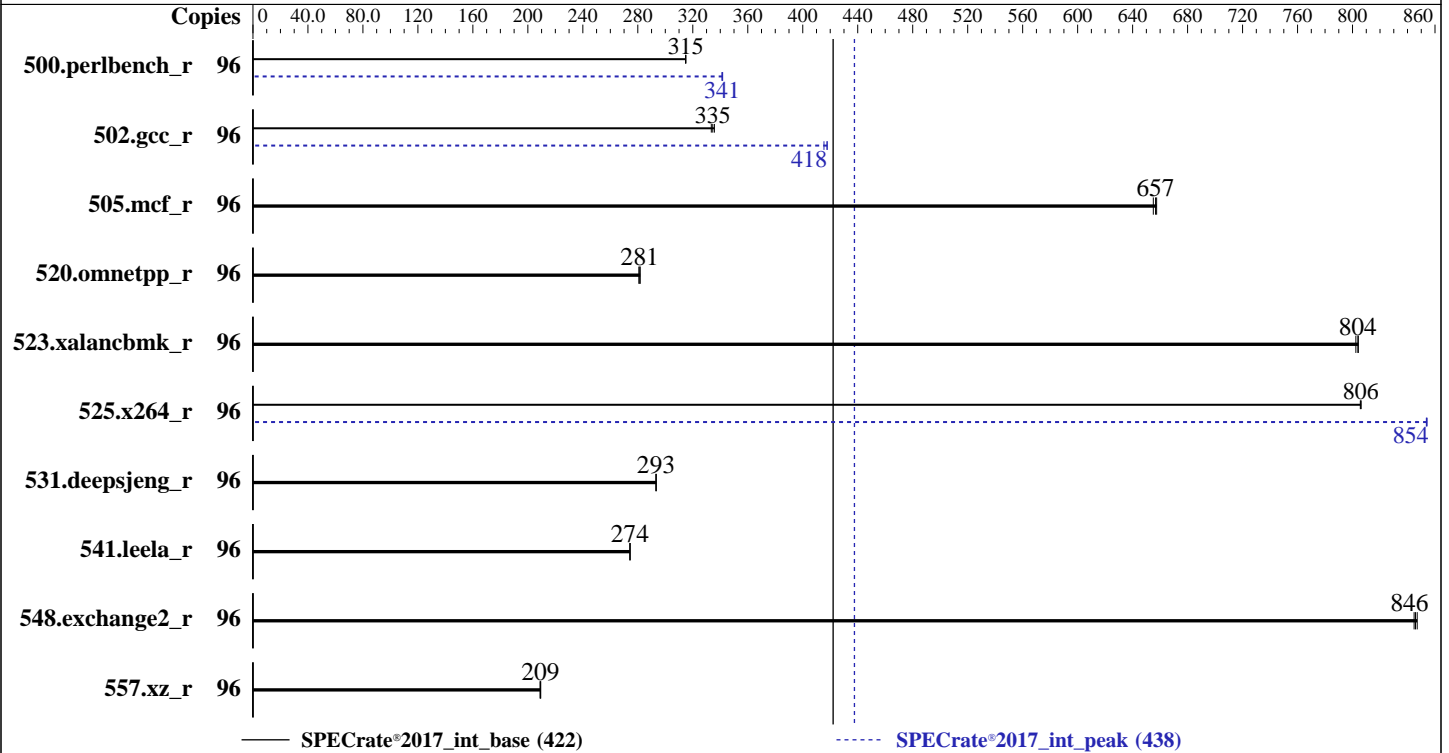 Copies 0 40.0 80.0 120 160 200 240 280 320 360 400 440 480 520 560 600 640 680 720 760 800 860
315
500.perlbench_r 96
341
335
502.gcc_r 96
418
657
505.mcf_r 96
281
520.omnetpp_r 96
804
523.xalancbmk_r 96
806
525.x264_r 96
854
293
531.deepsjeng_r 96
274
541.leela_r 96
846
548.exchange2_r 96
209
557.xz_r 96
SPECrate®2017_int_base (422) SPECrate®2017_int_peak (438)